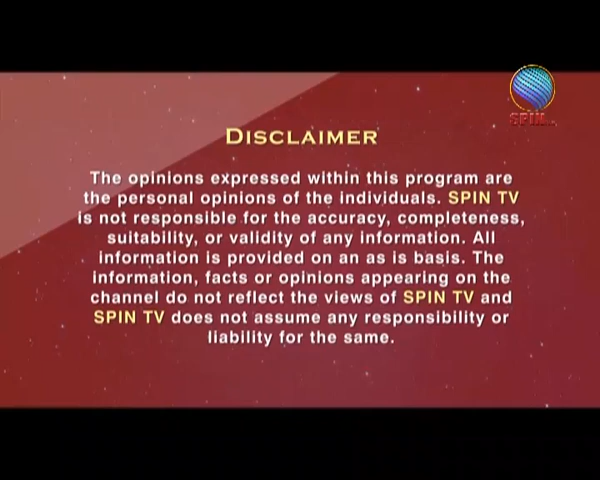 SPIN
DISCLAIMER
The opinions expressed within this program are
the personal opinions of the individuals. SPIN TV
is not responsible for the accuracy, completeness,
suitability, or validity of any information. All
information is provided on an as is basis. The
information, facts or opinions appearing on the
channel do not reflect the views of SPIN TV and
SPIN TV does not assume any responsibility or
liability for the same.